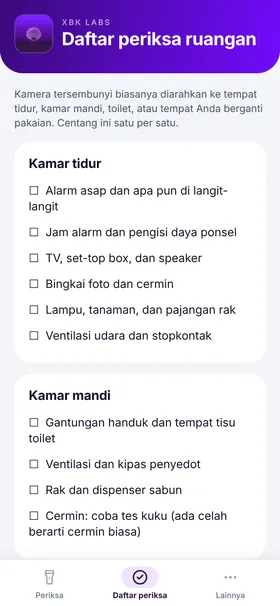 XBK LABS
Daftar periksa ruangan
Kamera tersembunyi biasanya diarahkan ke tempat
tidur, kamar mandi, toilet, atau tempat Anda berganti
pakaian. Centang ini satu per satu.
Kamar tidur
☐ Alarm asap dan apa pun di langit-
langit
☐ Jam alarm dan pengisi daya ponsel
☐ TV, set-top box, dan speaker
☐ Bingkai foto dan cermin
☐ Lampu, tanaman, dan pajangan rak
☐ Ventilasi udara dan stopkontak
Kamar mandi
☐ Gantungan handuk dan tempat tisu
toilet
☐ Ventilasi dan kipas penyedot
☐ Rak dan dispenser sabun
☐ Cermin: coba tes kuku (ada celah
berarti cermin biasa)
Periksa
Daftar periksa
Lainnya